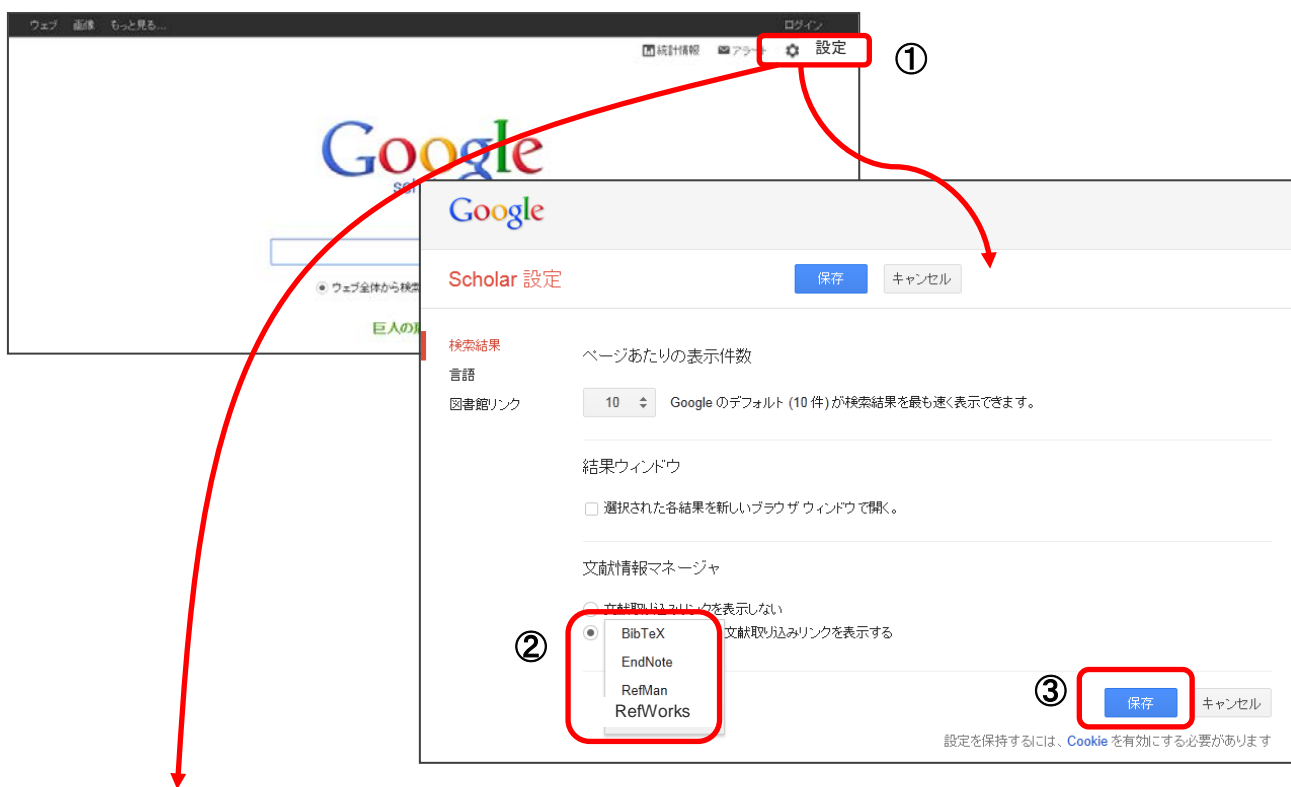 ウェブ 画像 もっと見る... ログイン
統計情報 アラート 設定 ①
Google
ウェブ全体から検索
巨人の
Google
Scholar 設定 保存 キャンセル
検索結果
言語
図書館リンク
ページあたりの表示件数
10 Google のデフォルト (10 件) が検索結果を最も速く表示できます。
結果ウィンドウ
選択された各結果を新しいブラウザ ウィンドウで開く。
文献情報マネージャ
文献取り込みリンクを表示しない
② BibTeX 文献取り込みリンクを表示する
EndNote
RefMan
RefWorks
③ 保存 キャンセル
設定を保持するには、Cookie を有効にする必要があります